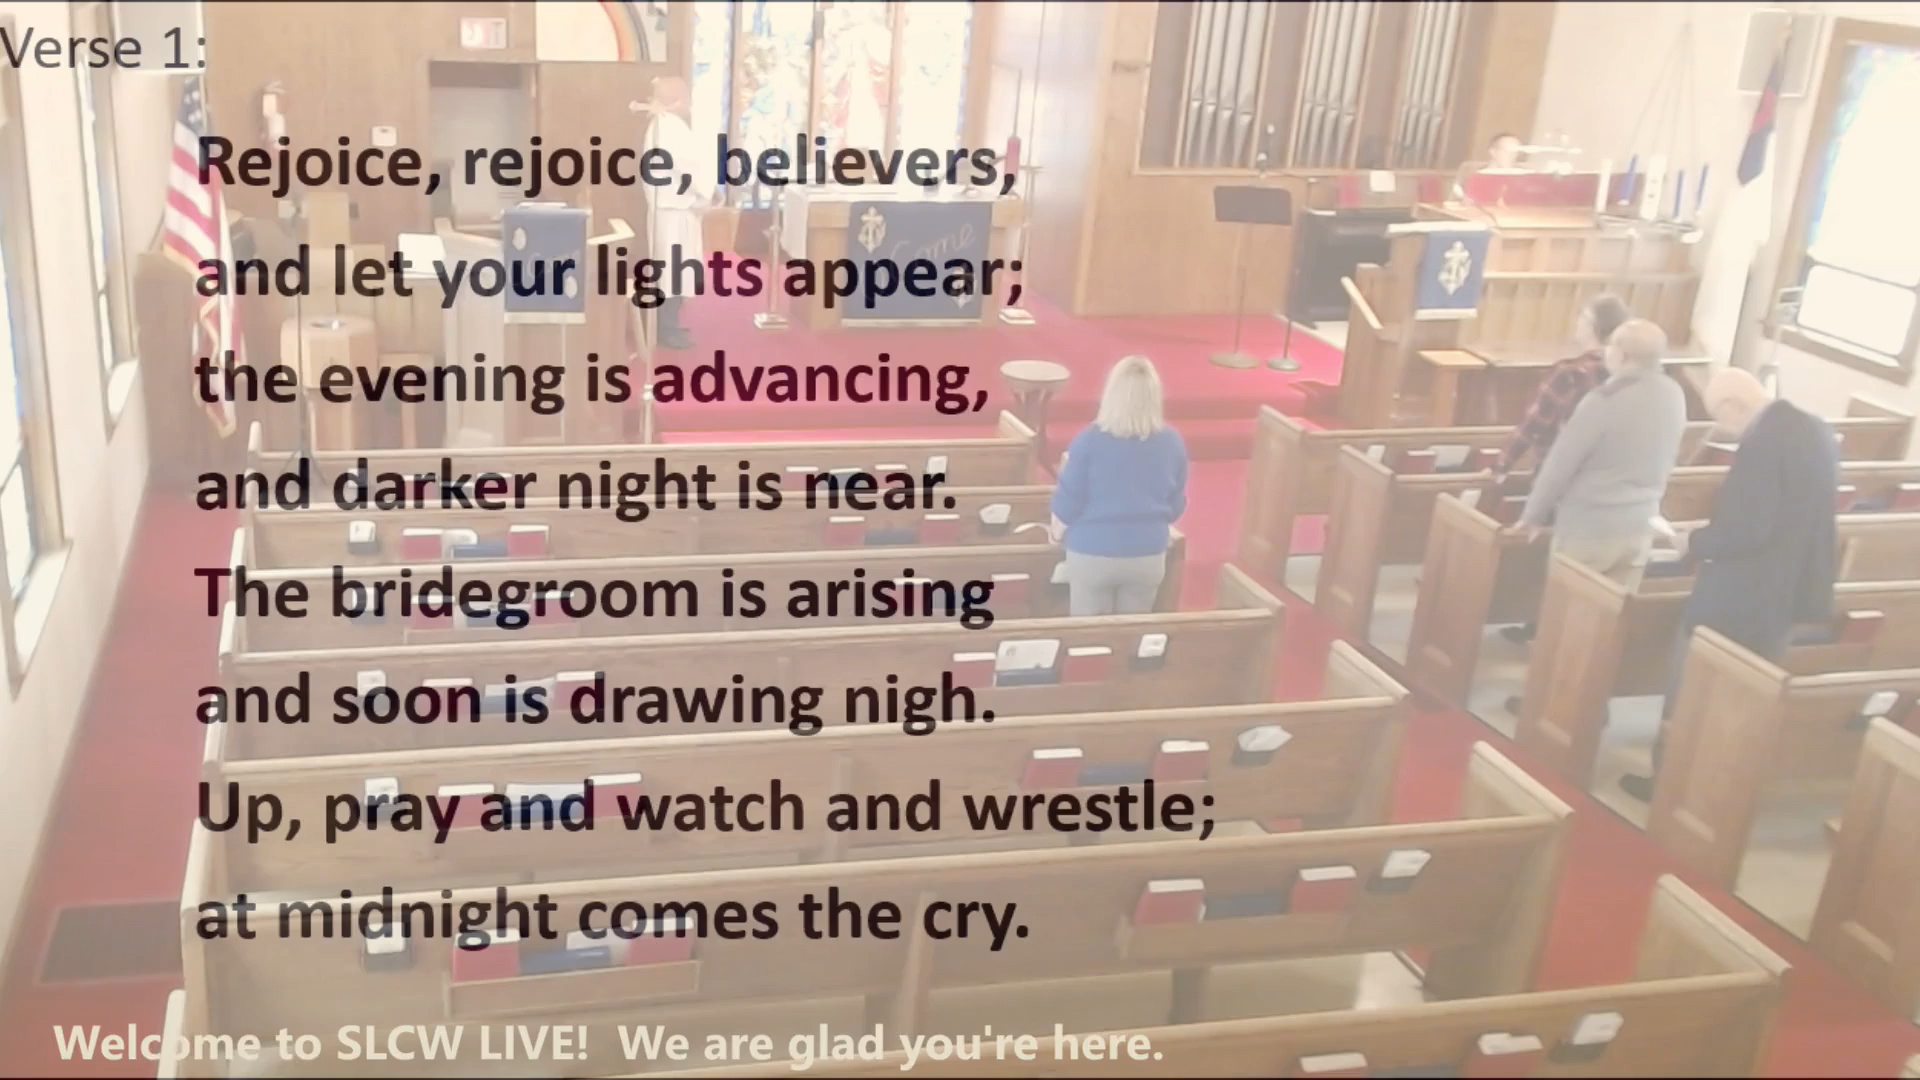 Verse 1:
Rejoice, rejoice, believers,
and let your lights appear;
the evening is advancing,
and darker night is near.
The bridegroom is arising
and soon is drawing nigh.
Up, pray and watch and wrestle;
at midnight comes the cry.
Come
Welcome to SLCW LIVE!  We are glad you're here.